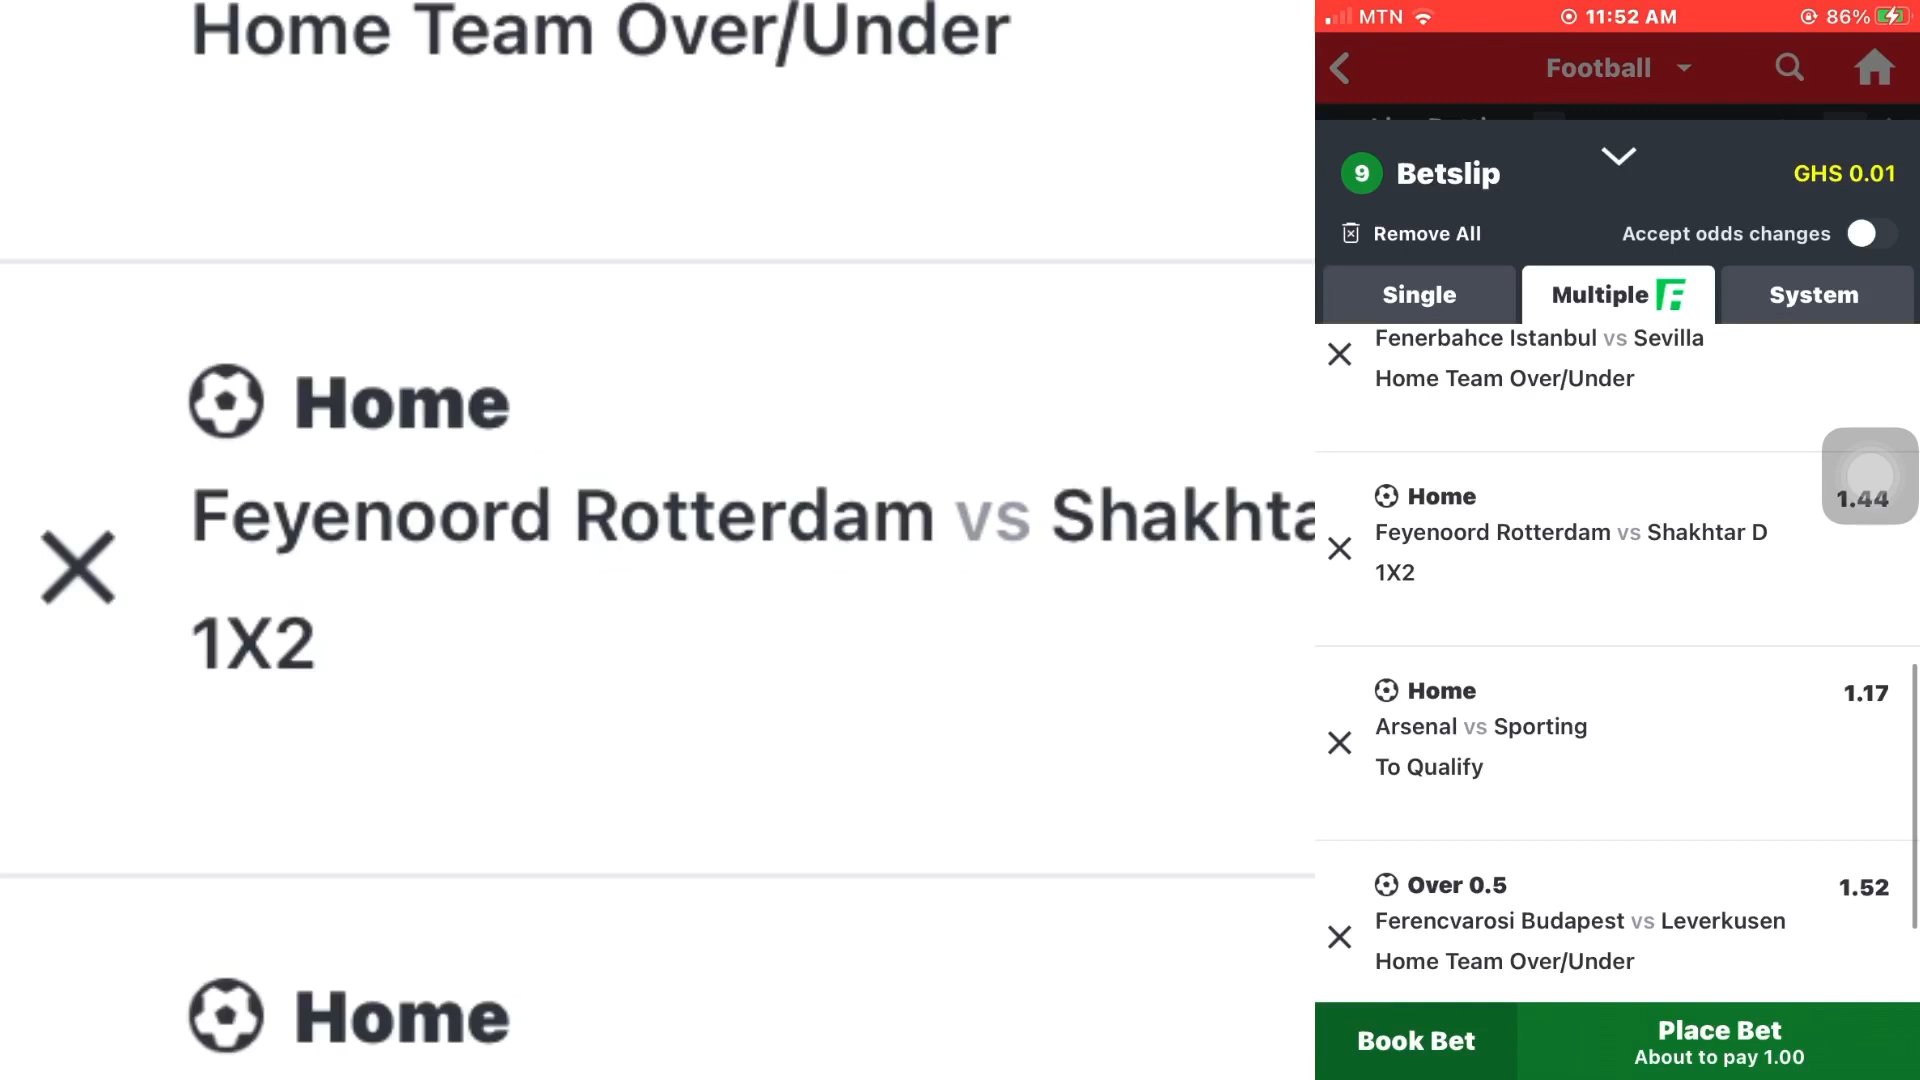 Home Team Over/Under
Home
Feyenoord Rotterdam vs Shakhta
1X2
Home
MTN 11:52 AM 86%
Football
9 Betslip GHS 0.01
Remove All Accept odds changes
Single Multiple F System
Fenerbahce Istanbul vs Sevilla
Home Team Over/Under
Home 1.44
Feyenoord Rotterdam vs Shakhtar D
1X2
Home 1.17
Arsenal vs Sporting
To Qualify
Over 0.5 1.52
Ferencvarosi Budapest vs Leverkusen
Home Team Over/Under
Book Bet Place Bet
About to pay 1.00